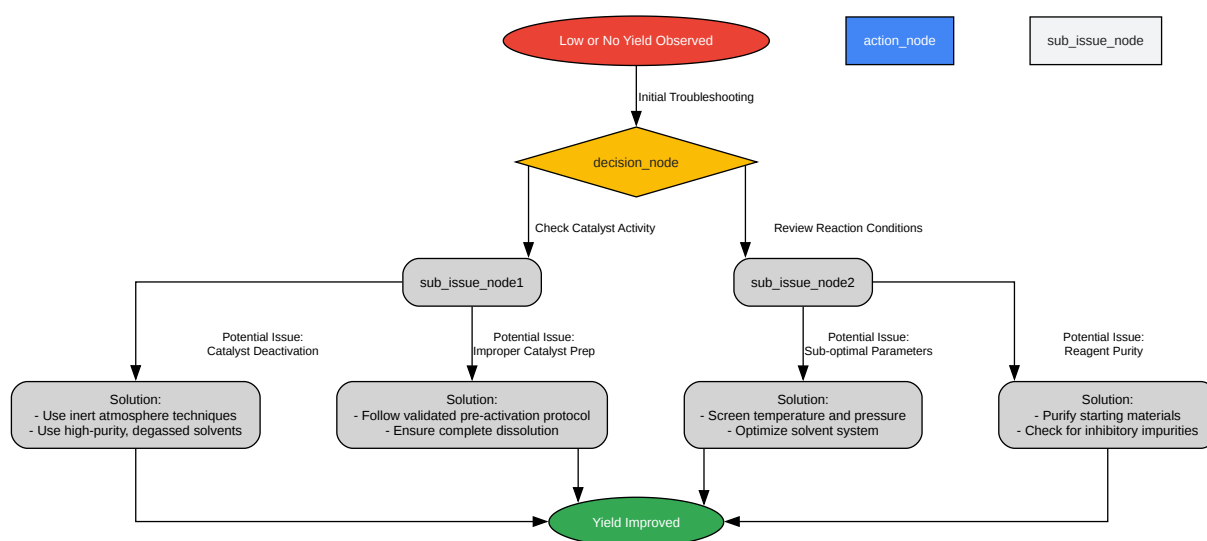 Low or No Yield Observed
action_node
sub_issue_node
Initial Troubleshooting
decision_node
Check Catalyst Activity
Review Reaction Conditions
sub_issue_node1
sub_issue_node2
Potential Issue:
Catalyst Deactivation
Potential Issue:
Improper Catalyst Prep
Potential Issue:
Sub-optimal Parameters
Potential Issue:
Reagent Purity
Solution:
- Use inert atmosphere techniques
- Use high-purity, degassed solvents
Solution:
- Follow validated pre-activation protocol
- Ensure complete dissolution
Solution:
- Screen temperature and pressure
- Optimize solvent system
Solution:
- Purify starting materials
- Check for inhibitory impurities
Yield Improved